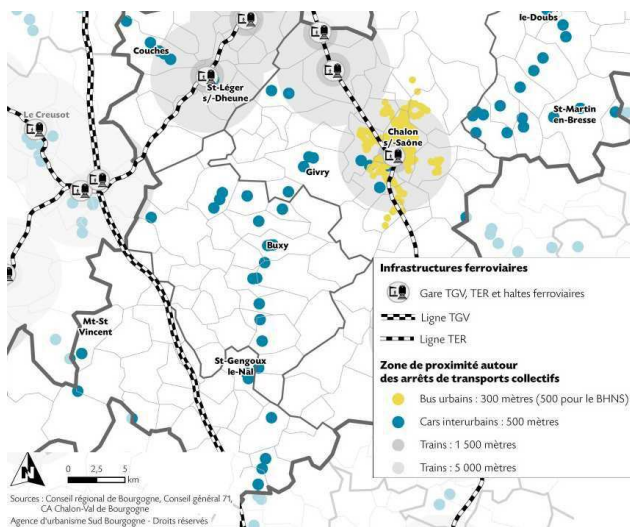 le-Doubs
Couches
St-Léger
s/-Dheune
St-Martin
en-Bresse
Le Creusot
Chalon
s/-Saône
Givry
Buxy
Mt-St
Vincent
St-Gengoux
le-Nal
Infrastructures ferroviaires
Gare TGV, TER et haltes ferroviaires
Ligne TGV
Ligne TER
Zone de proximité autour
des arrêts de transports collectifs
Bus urbains : 300 mètres (500 pour le BHNS)
Cars interurbains : 500 mètres
Trains : 1 500 mètres
Trains : 5 000 mètres
N
0 2,5 5
km
Sources : Conseil régional de Bourgogne, Conseil général 71,
CA Chalon-Val de Bourgogne
Agence d'urbanisme Sud Bourgogne - Droits réservés